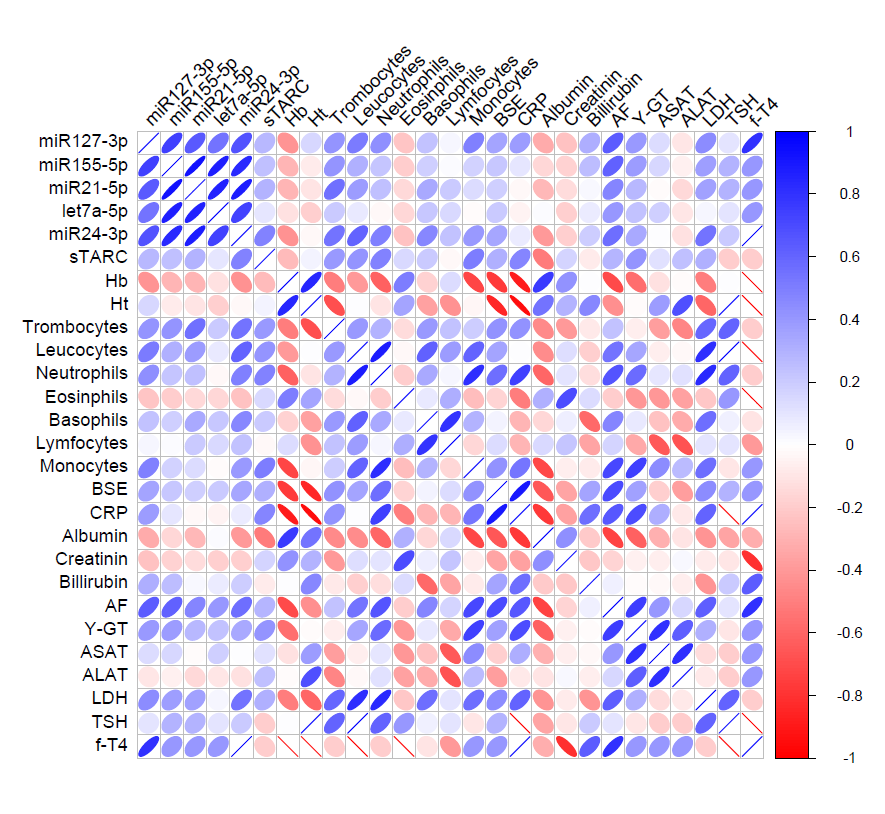 miR127-3p
miR155-5p
miR21-5p
let7a-5p
miR24-3p
sTARC
Hb
Ht
Trombocytes
Leucocytes
Neutrophils
Eosinphils
Basophils
Lymfocytes
Monocytes
BSE
CRP
Albumin
Creatinin
Billirubin
AF
Y-GT
ASAT
ALAT
LDH
TSH
f-T4
miR127-3p
miR155-5p
miR21-5p
let7a-5p
miR24-3p
sTARC
Hb
Ht
Trombocytes
Leucocytes
Neutrophils
Eosinphils
Basophils
Lymfocytes
Monocytes
BSE
CRP
Albumin
Creatinin
Billirubin
AF
Y-GT
ASAT
ALAT
LDH
TSH
f-T4
1
0.8
0.6
0.4
0.2
0
-0.2
-0.4
-0.6
-0.8
-1